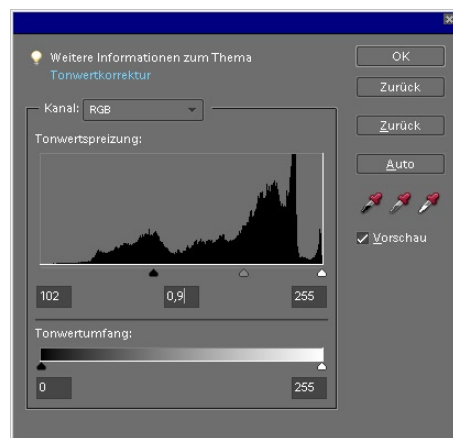 Weitere Informationen zum Thema
Tonwertkorrektur
Kanal: RGB
Tonwertspreizung:
102 0,9 255
Tonwertumfang:
0 255
OK
Zurück
Zurück
Auto
Vorschau